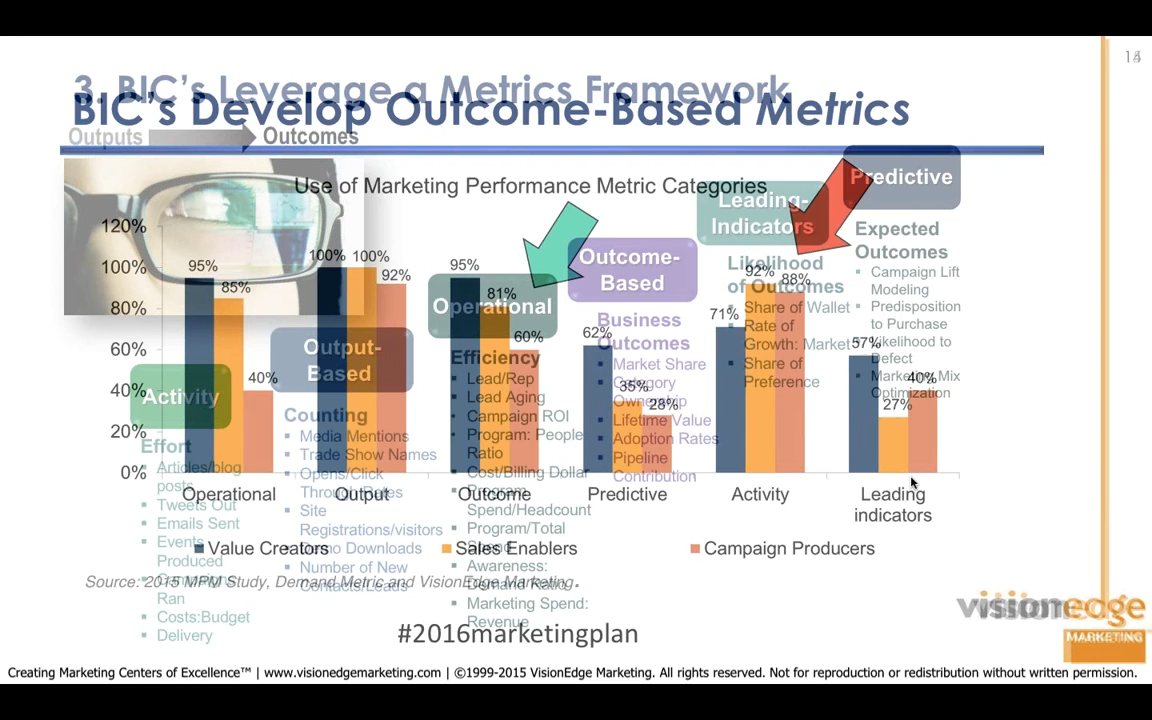 3. BIC's Leverage a Metrics Framework
BIC's Develop Outcome-Based Metrics
Outputs
Outcomes
Use of Marketing Performance Metric Categories
120%
100%
80%
60%
40%
20%
0%
95%
85%
40%
100%
100%
92%
95%
81%
60%
62%
35%
28%
71%
92%
88%
57%
27%
40%
Operational
Output
Outcome
Predictive
Activity
Leading
indicators
Value Creators
Sales Enablers
Campaign Producers
Activity
Effort
Articles/blog
posts
Tweets Out
Emails Sent
Events
Produced
Ran
Costs:Budget
Delivery
Output-
Based
Counting
Media Mentions
Trade Show Names
Opens/Click
Through Rates
Site
Registrations/visitors
Demo Downloads
Number of New
Contacts/Leads
Operational
Efficiency
Lead/Rep
Lead Aging
Campaign ROI
Program: People
Ratio
Cost/Billing Dollar
Program
Spend/Headcount
Program/Total
Awareness:
Demand Ratio
Marketing Spend:
Revenue
Outcome-
Based
Business
Outcomes
Market Share
Category
Ownership
Lifetime Value
Adoption Rates
Pipeline
Contribution
Leading-
Indicators
Likelihood
of Outcomes
Share of Wallet
Rate of
Growth: Market
Share of
Preference
Predictive
Expected
Outcomes
Campaign Lift
Modeling
Predisposition
to Purchase
Likelihood to
Defect
Marketing Mix
Optimization
Source: 2015 MPM Study, Demand Metric and VisionEdge Marketing.
#2016marketingplan
visionedge
MARKETING
Creating Marketing Centers of Excellence™ | www.visionedgemarketing.com | ©1999-2015 VisionEdge Marketing. All rights reserved. Not for reproduction or redistribution without written permission.